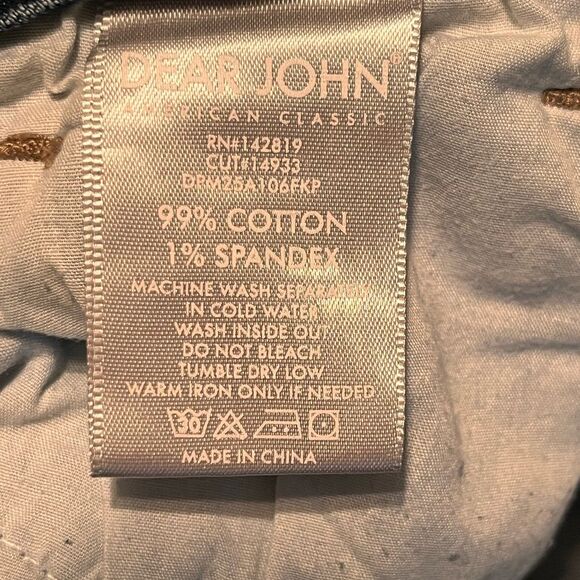 DEAR JOHN®
AMERICAN CLASSIC
RN#142819
CUT#14933
DPM25A106FKP
99% COTTON
1% SPANDEX
MACHINE WASH SEPARATELY
IN COLD WATER
WASH INSIDE OUT
DO NOT BLEACH
TUMBLE DRY LOW
WARM IRON ONLY IF NEEDED
30
MADE IN CHINA